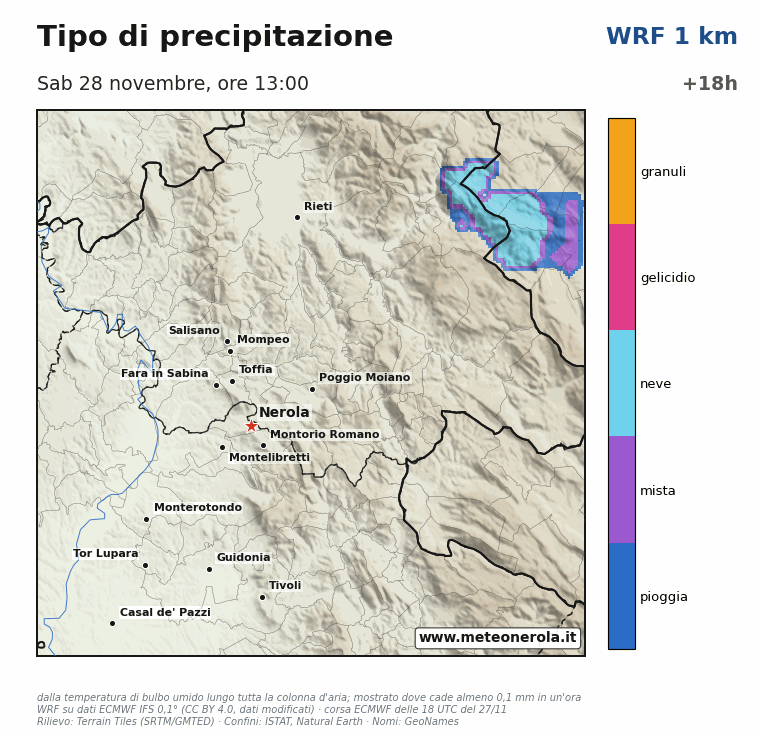 Tipo di precipitazione
WRF 1 km
Sab 28 novembre, ore 13:00
+18h
granuli
gelicidio
neve
mista
pioggia
Rieti
Salisano
Mompeo
Fara in Sabina
Toffia
Poggio Moiano
Nerola
Montorio Romano
Montelibretti
Monterotondo
Tor Lupara
Guidonia
Tivoli
Casal de' Pazzi
www.meteonerola.it
dalla temperatura di bulbo umido lungo tutta la colonna d'aria; mostrato dove cade almeno 0,1 mm in un'ora
WRF su dati ECMWF IFS 0,1° (CC BY 4.0, dati modificati) · corsa ECMWF delle 18 UTC del 27/11
Rilievo: Terrain Tiles (SRTM/GMTED) · Confini: ISTAT, Natural Earth · Nomi: GeoNames